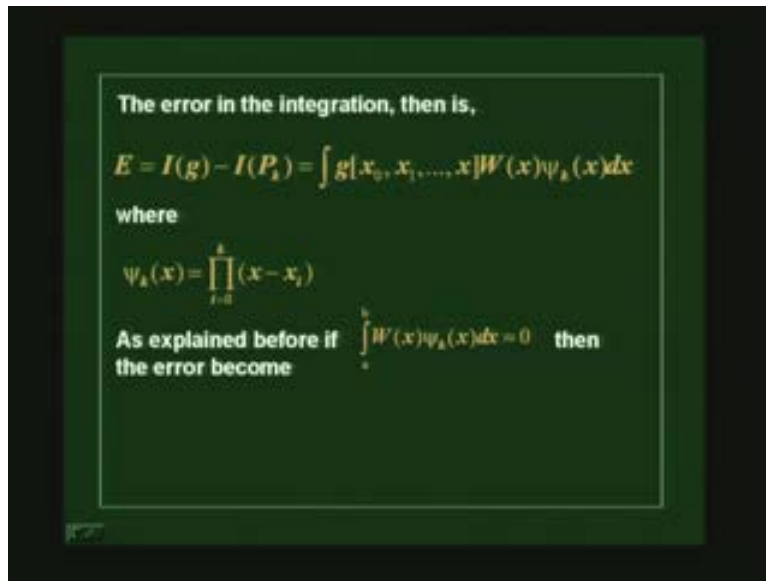 The error in the integration, then is,
E = I(g) − I(P_k) = ∫ g[x_0, x_1, ..., x]W(x)ψ_k(x)dx
where
ψ_k(x) = ∏_{i=0}^{k} (x − x_i)
As explained before if ∫_a^b W(x)ψ_k(x)dx = 0 then
the error become